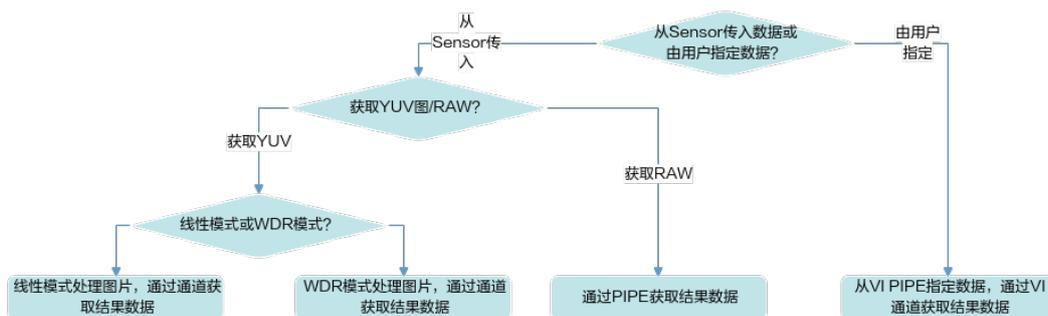 从
Sensor传
入
从Sensor传入数据或
由用户指定数据?
由用户
指定
获取YUV图/RAW?
获取YUV
获取RAW
线性模式或WDR模式?
线性模式处理图片，通过通道获
取结果数据
WDR模式处理图片，通过通道
获取结果数据
通过PIPE获取结果数据
从VI PIPE指定数据，通过VI
通道获取结果数据